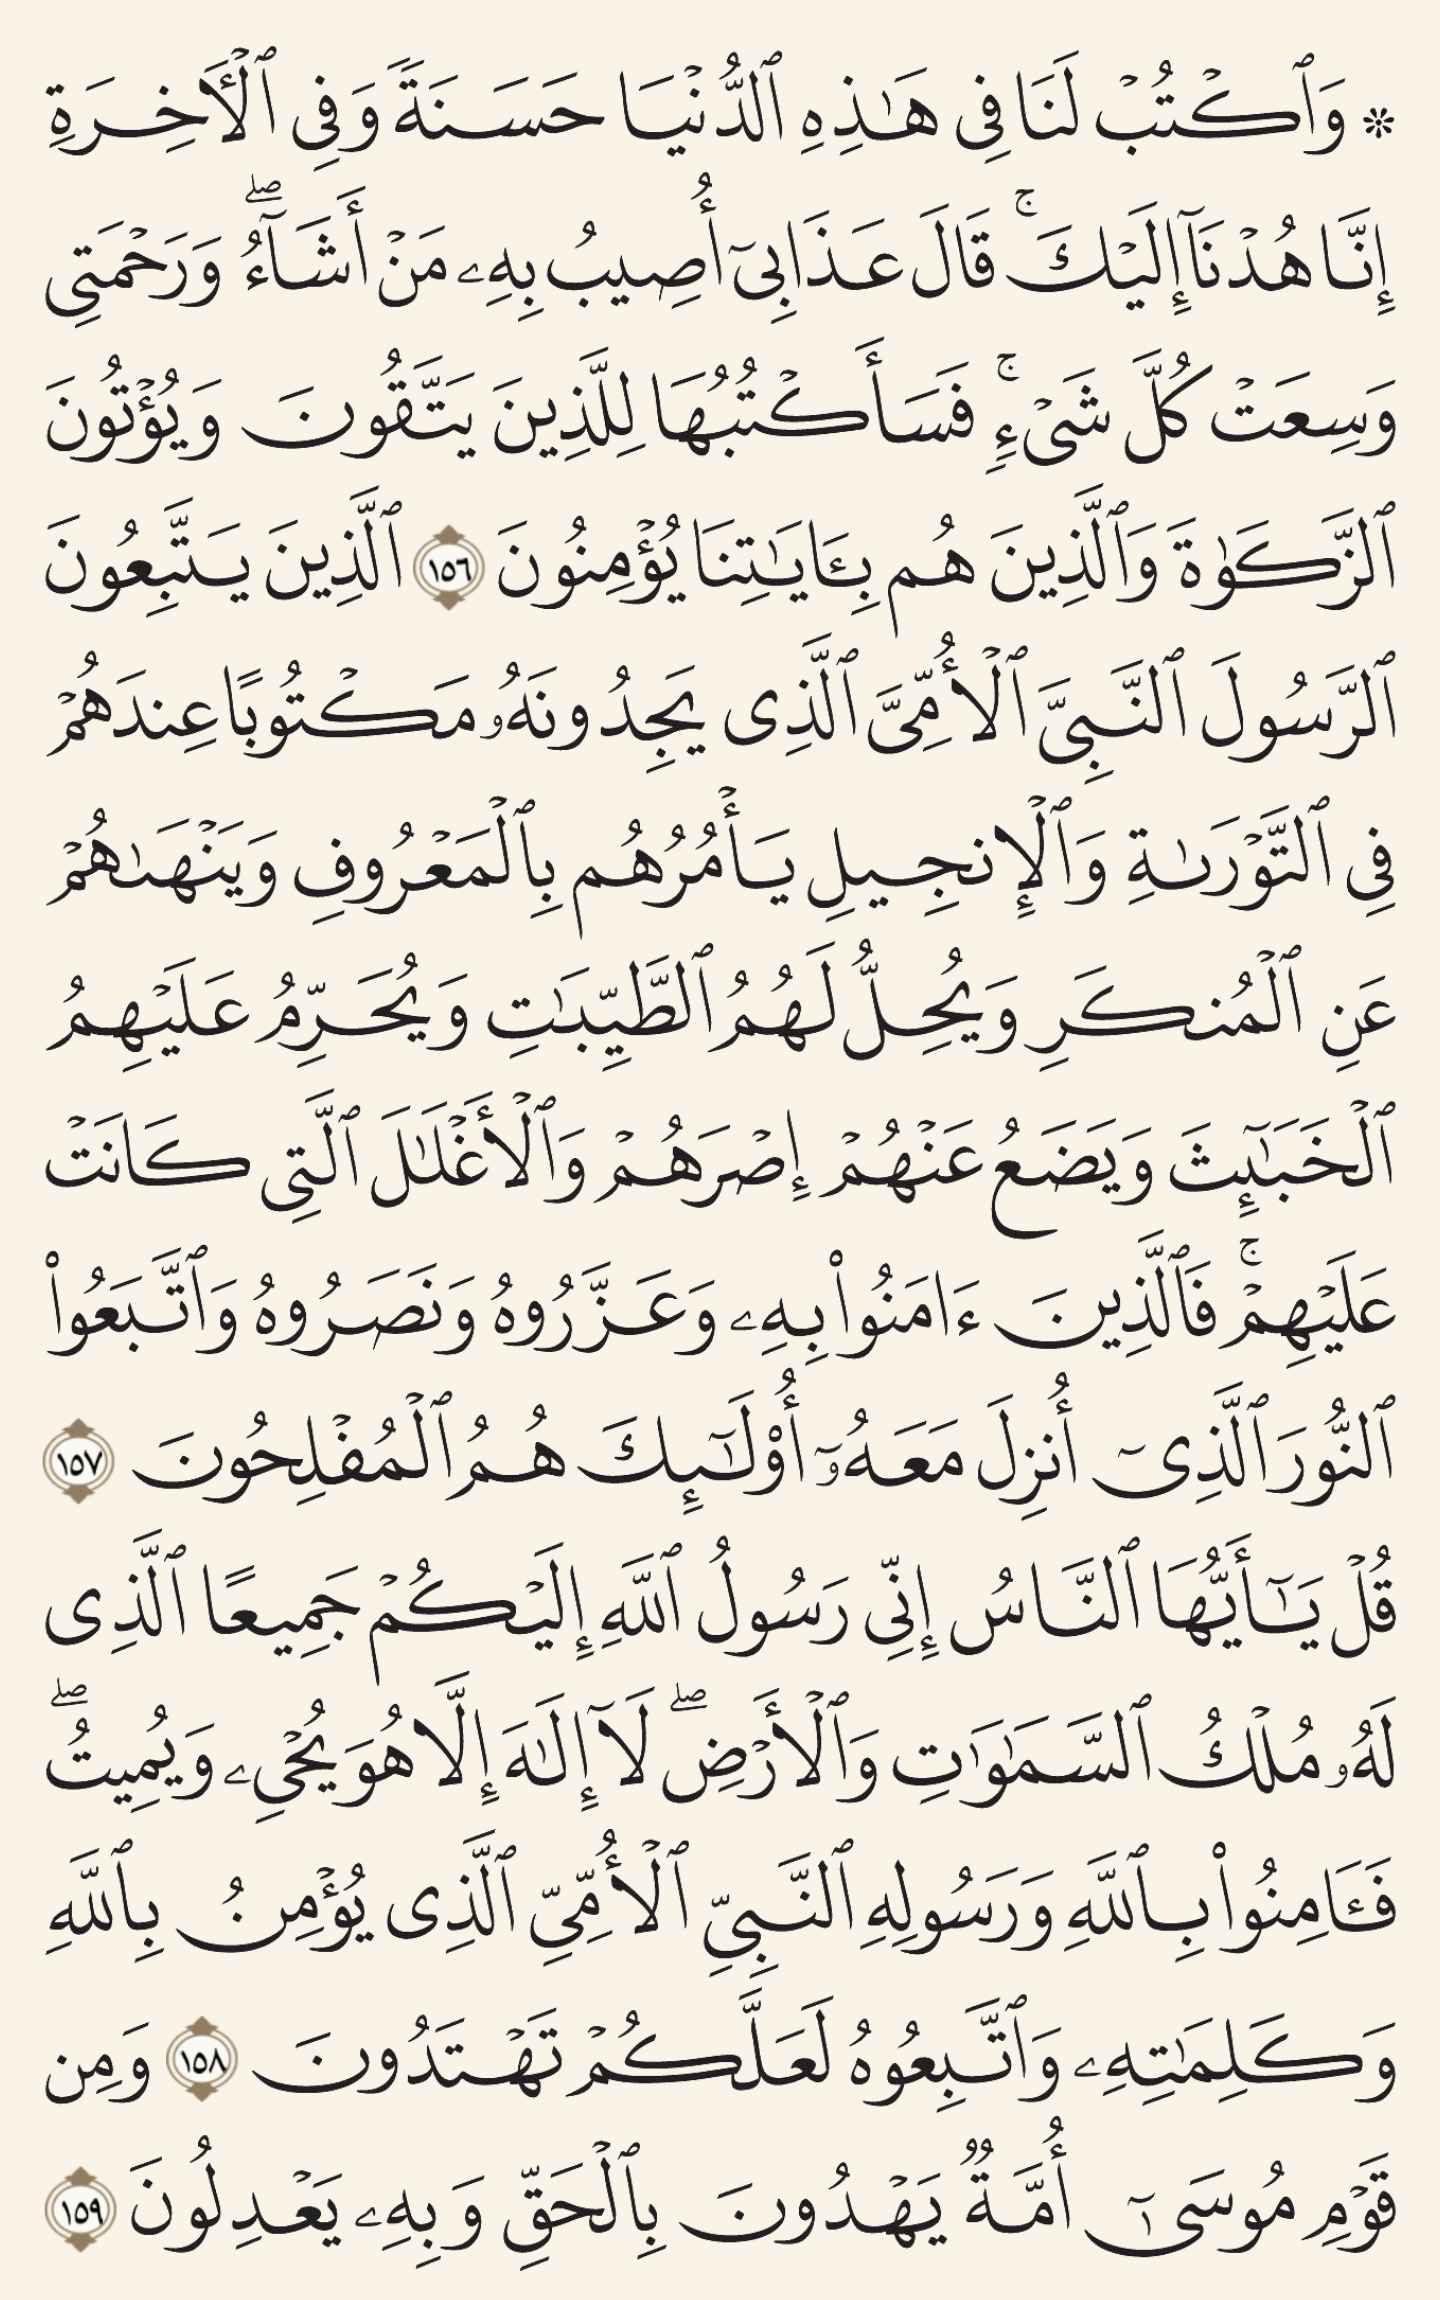 * وَٱكۡتُبۡ لَنَا فِي هَٰذِهِ ٱلدُّنۡيَا حَسَنَةٗ وَفِي ٱلۡأٓخِرَةِ
إِنَّا هُدۡنَآ إِلَيۡكَۚ قَالَ عَذَابِيٓ أُصِيبُ بِهِۦ مَنۡ أَشَآءُۖ وَرَحۡمَتِي
وَسِعَتۡ كُلَّ شَيۡءٖۚ فَسَأَكۡتُبُهَا لِلَّذِينَ يَتَّقُونَ وَيُؤۡتُونَ
ٱلزَّكَوٰةَ وَٱلَّذِينَ هُم بِـَٔايَٰتِنَا يُؤۡمِنُونَ ١٥٦ ٱلَّذِينَ يَتَّبِعُونَ
ٱلرَّسُولَ ٱلنَّبِيَّ ٱلۡأُمِّيَّ ٱلَّذِي يَجِدُونَهُۥ مَكۡتُوبًا عِندَهُمۡ
فِي ٱلتَّوۡرَىٰةِ وَٱلۡإِنجِيلِ يَأۡمُرُهُم بِٱلۡمَعۡرُوفِ وَيَنۡهَىٰهُمۡ
عَنِ ٱلۡمُنكَرِ وَيُحِلُّ لَهُمُ ٱلطَّيِّبَٰتِ وَيُحَرِّمُ عَلَيۡهِمُ
ٱلۡخَبَٰٓئِثَ وَيَضَعُ عَنۡهُمۡ إِصۡرَهُمۡ وَٱلۡأَغۡلَٰلَ ٱلَّتِي كَانَتۡ
عَلَيۡهِمۡۚ فَٱلَّذِينَ ءَامَنُواْ بِهِۦ وَعَزَّرُوهُ وَنَصَرُوهُ وَٱتَّبَعُواْ
ٱلنُّورَ ٱلَّذِيٓ أُنزِلَ مَعَهُۥٓ أُوْلَٰٓئِكَ هُمُ ٱلۡمُفۡلِحُونَ ١٥٧
قُلۡ يَٰٓأَيُّهَا ٱلنَّاسُ إِنِّي رَسُولُ ٱللَّهِ إِلَيۡكُمۡ جَمِيعًا ٱلَّذِي
لَهُۥ مُلۡكُ ٱلسَّمَٰوَٰتِ وَٱلۡأَرۡضِۖ لَآ إِلَٰهَ إِلَّا هُوَ يُحۡيِۦ وَيُمِيتُۖ
فَـَٔامِنُواْ بِٱللَّهِ وَرَسُولِهِ ٱلنَّبِيِّ ٱلۡأُمِّيِّ ٱلَّذِي يُؤۡمِنُ بِٱللَّهِ
وَكَلِمَٰتِهِۦ وَٱتَّبِعُوهُ لَعَلَّكُمۡ تَهۡتَدُونَ ١٥٨ وَمِن
قَوۡمِ مُوسَىٰٓ أُمَّةٞ يَهۡدُونَ بِٱلۡحَقِّ وَبِهِۦ يَعۡدِلُونَ ١٥٩